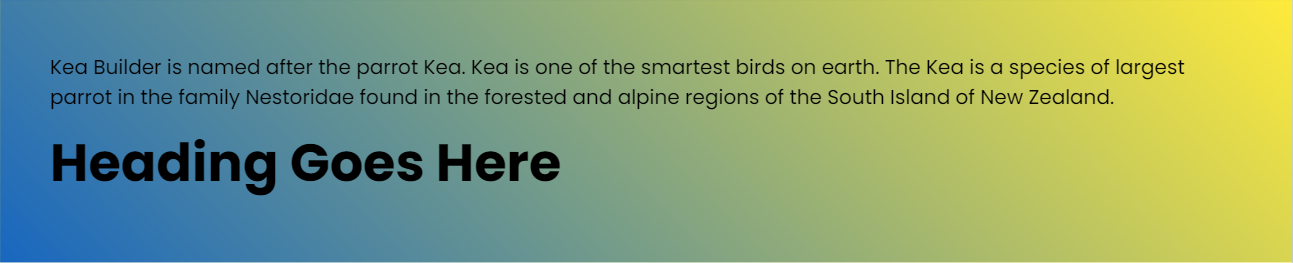 Kea Builder is named after the parrot Kea. Kea is one of the smartest birds on earth. The Kea is a species of largest
parrot in the family Nestoridae found in the forested and alpine regions of the South Island of New Zealand.
Heading Goes Here